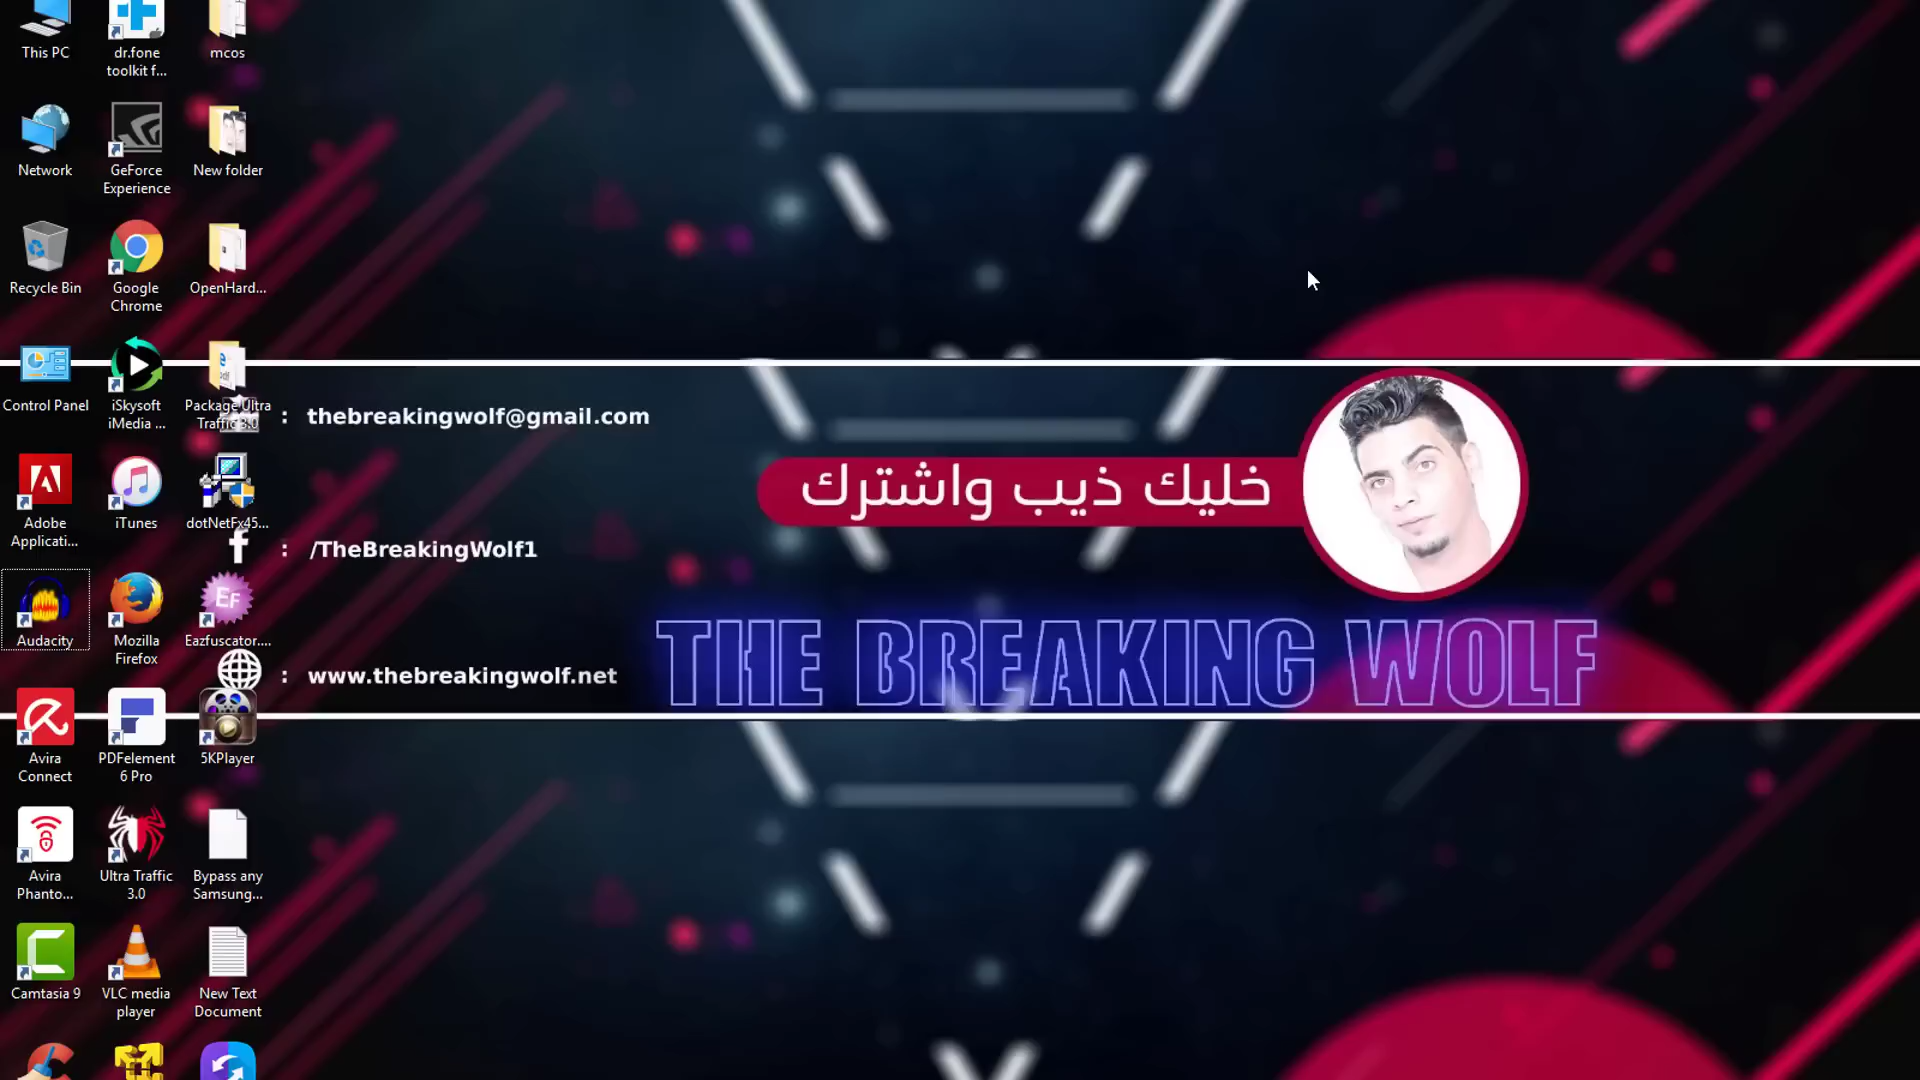 This PC
dr.fone
toolkit f...
mcos
Network
GeForce
Experience
New folder
Recycle Bin
Google
Chrome
OpenHard...
Control Panel
iSkysoft
iMedia ...
Package Ultra
Traffic 3.0
: thebreakingwolf@gmail.com
خليك ذيب واشترك
Adobe
Applicati...
iTunes
dotNetFx45...
f : /TheBreakingWolf1
Audacity
Mozilla
Firefox
EF
Eazfuscator....
: www.thebreakingwolf.net
THE BREAKING WOLF
Avira
Connect
PDFelement
6 Pro
5KPlayer
Avira
Phanto...
Ultra Traffic
3.0
Bypass any
Samsung...
Camtasia 9
VLC media
player
New Text
Document